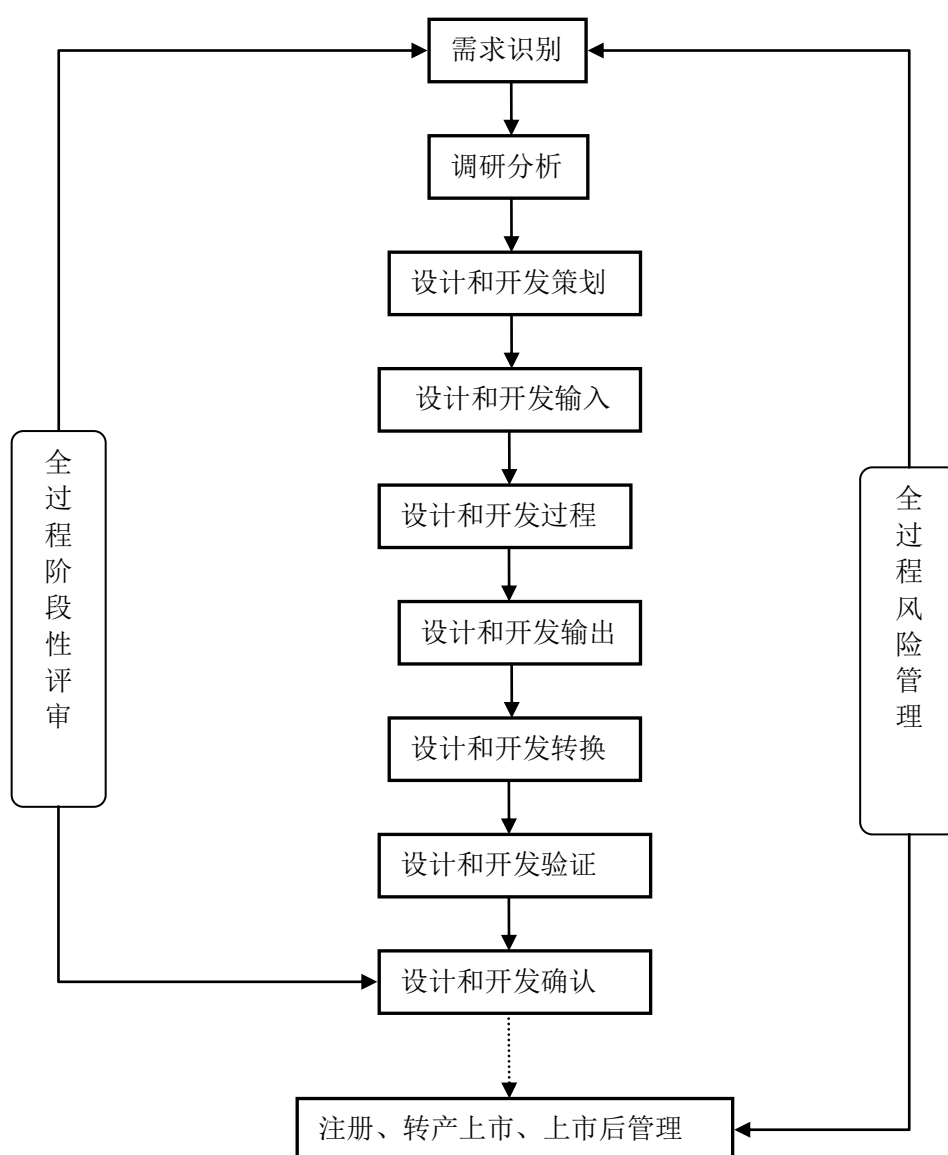 需求识别
调研分析
设计和开发策划
设计和开发输入
设计和开发过程
设计和开发输出
设计和开发转换
设计和开发验证
设计和开发确认
注册、转产上市、上市后管理
全过程阶段性评审
全过程风险管理